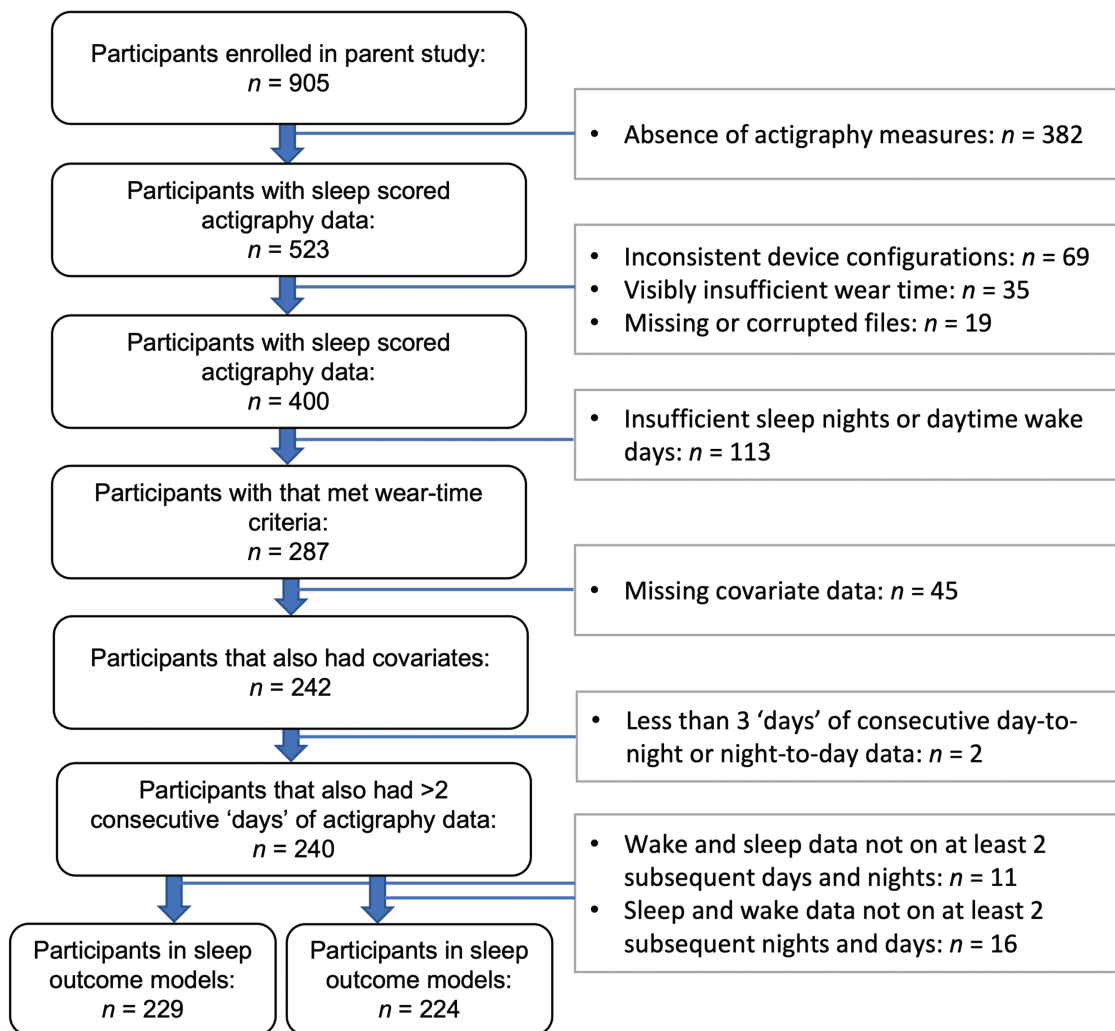 Participants enrolled in parent study:
n = 905
• Absence of actigraphy measures: n = 382
Participants with sleep scored
actigraphy data:
n = 523
• Inconsistent device configurations: n = 69
• Visibly insufficient wear time: n = 35
• Missing or corrupted files: n = 19
Participants with sleep scored
actigraphy data:
n = 400
• Insufficient sleep nights or daytime wake
days: n = 113
Participants with that met wear-time
criteria:
n = 287
• Missing covariate data: n = 45
Participants that also had covariates:
n = 242
• Less than 3 ‘days’ of consecutive day-to-
night or night-to-day data: n = 2
Participants that also had >2
consecutive ‘days’ of actigraphy data:
n = 240
• Wake and sleep data not on at least 2
subsequent days and nights: n = 11
• Sleep and wake data not on at least 2
subsequent nights and days: n = 16
Participants in sleep
outcome models:
n = 229
Participants in sleep
outcome models:
n = 224